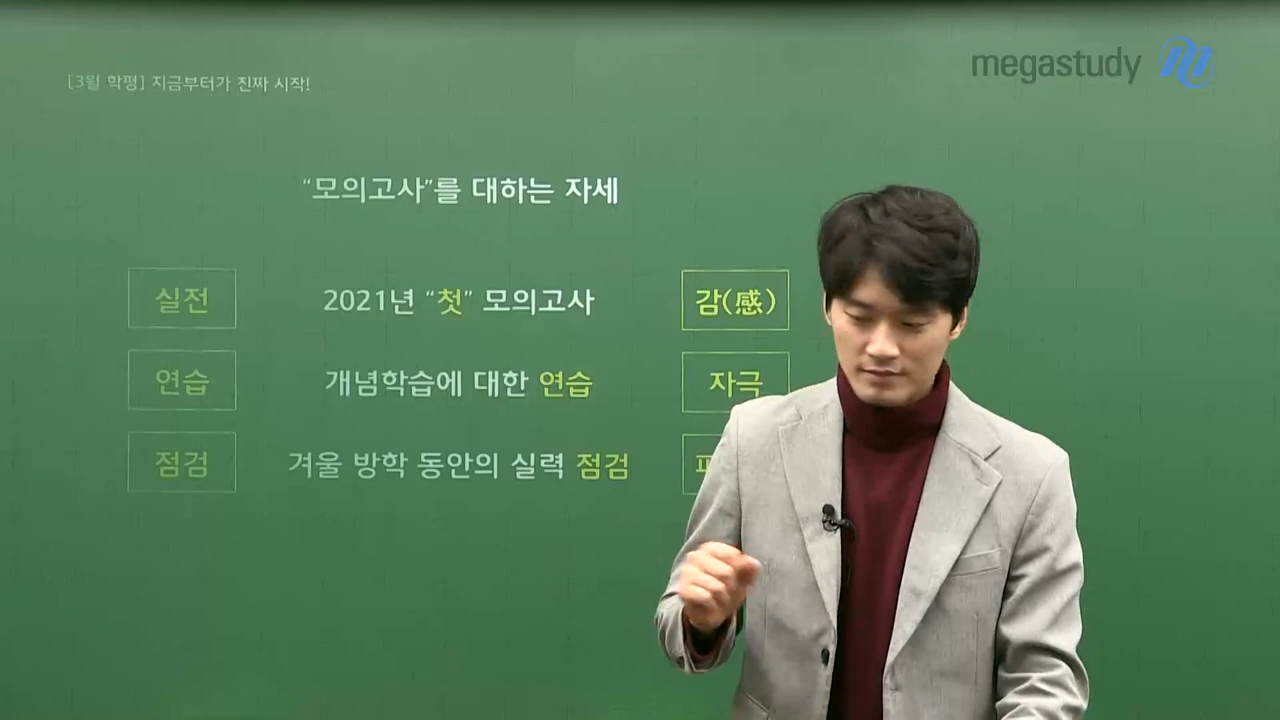 [3월 학평] 지금부터가 진짜 시작!
megastudy
“모의고사”를 대하는 자세
실전 2021년 “첫” 모의고사 감(感)
연습 개념학습에 대한 연습 자극
점검 겨울 방학 동안의 실력 점검